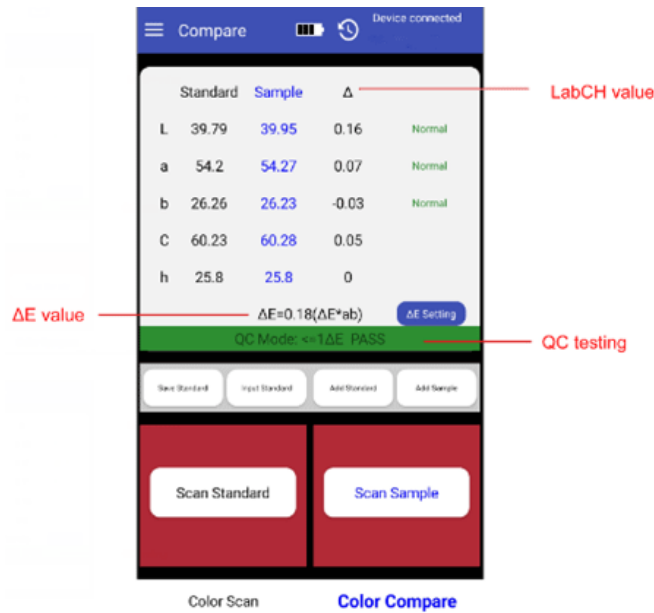 Compare
Device connected
Standard Sample Δ
LabCH value
L 39.79 39.95 0.16 Normal
a 54.2 54.27 0.07 Normal
b 26.26 26.23 -0.03 Normal
C 60.23 60.28 0.05
h 25.8 25.8 0
ΔE value
ΔE=0.18(ΔE*ab)
ΔE Setting
QC Mode: <=1ΔE PASS
QC testing
Save Standard Input Standard Add Standard Add Sample
Scan Standard Scan Sample
Color Scan Color Compare